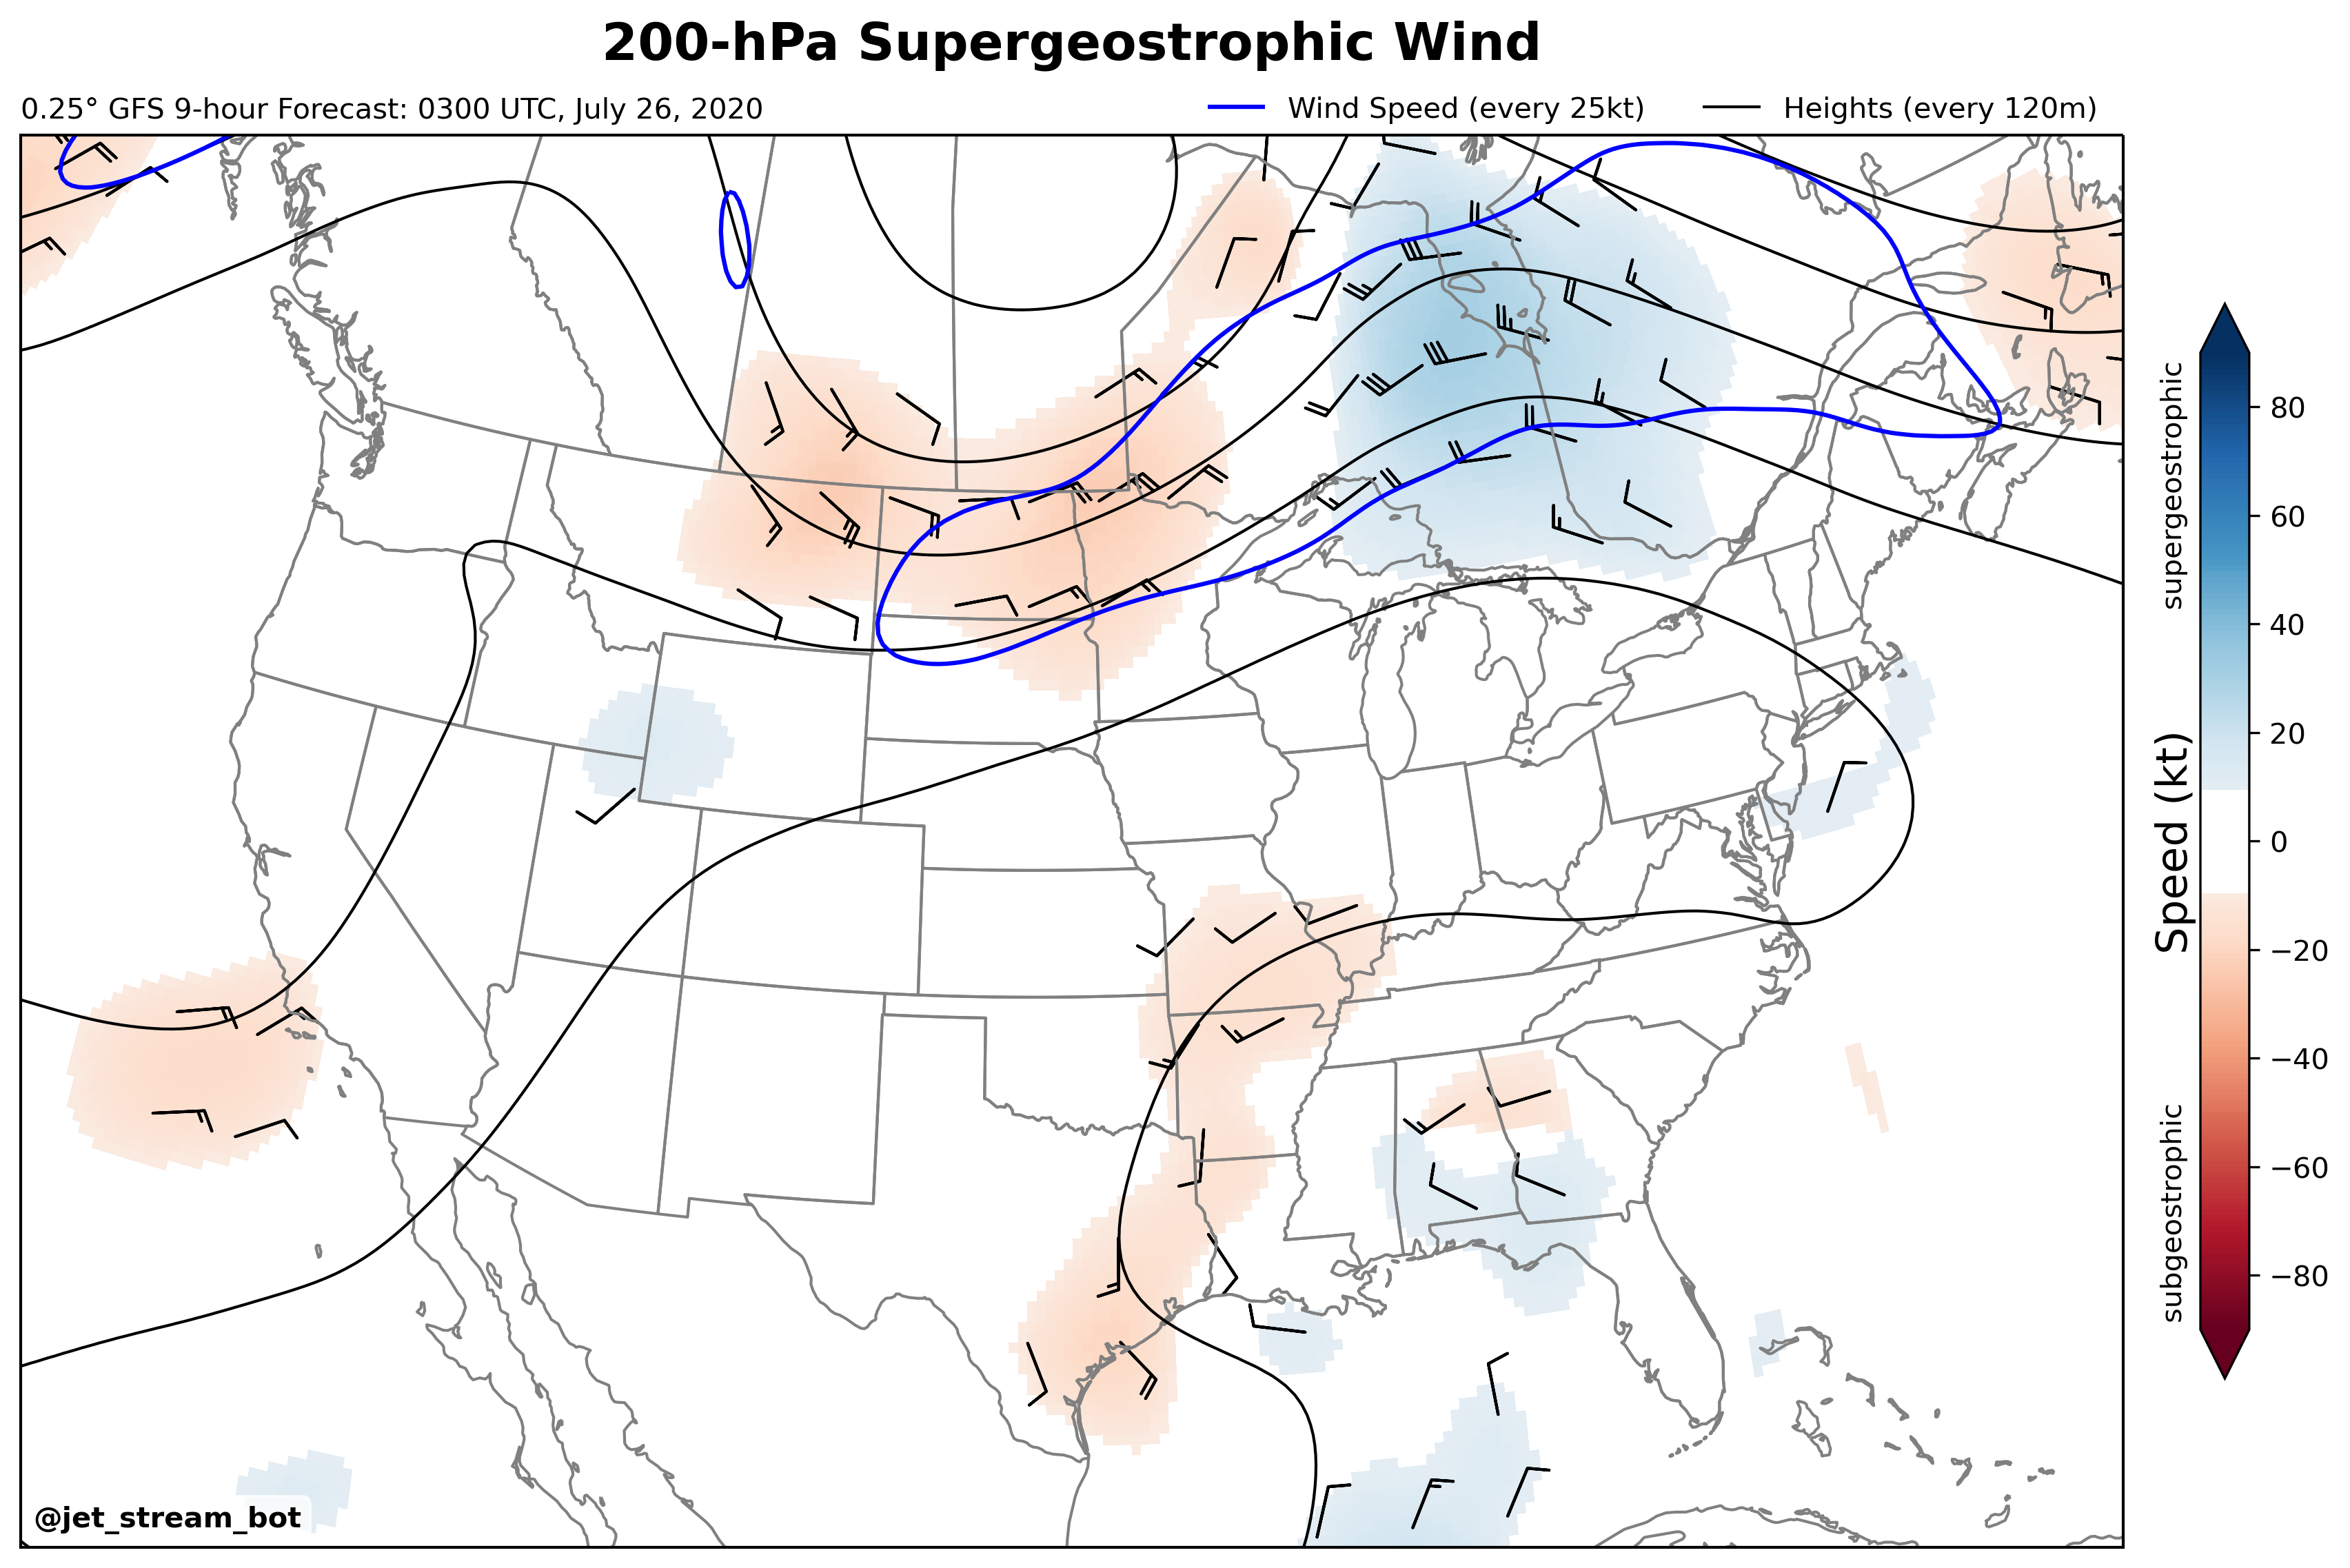 200-hPa Supergeostrophic Wind
0.25° GFS 9-hour Forecast: 0300 UTC, July 26, 2020
Wind Speed (every 25kt)
Heights (every 120m)
supergeostrophic
Speed (kt)
subgeostrophic
80
60
40
20
0
−20
−40
−60
−80
@jet_stream_bot